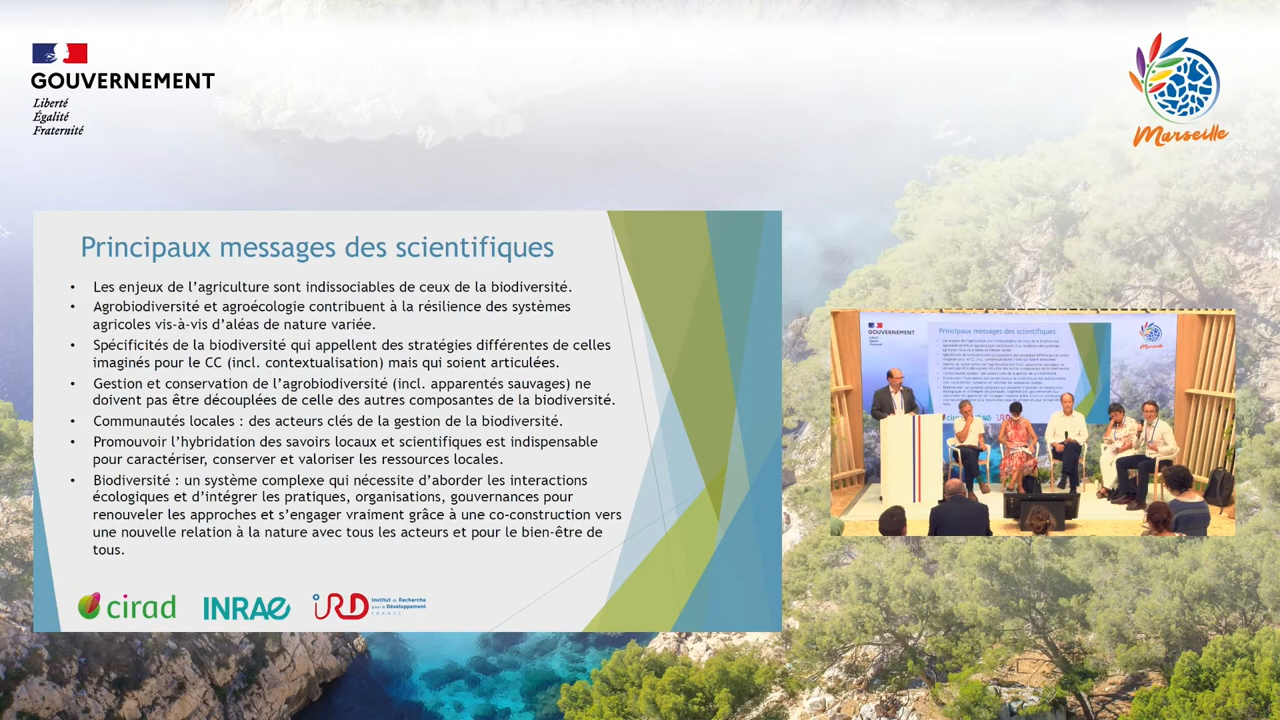 GOUVERNEMENT
Liberté
Égalité
Fraternité
Marseille
Principaux messages des scientifiques
• Les enjeux de l'agriculture sont indissociables de ceux de la biodiversité.
• Agrobiodiversité et agroécologie contribuent à la résilience des systèmes
agricoles vis-à-vis d'aléas de nature variée.
• Spécificités de la biodiversité qui appellent des stratégies différentes de celles
imaginés pour le CC (incl. contextualisation) mais qui soient articulées.
• Gestion et conservation de l'agrobiodiversité (incl. apparentés sauvages) ne
doivent pas être découplées de celle des autres composantes de la biodiversité.
• Communautés locales : des acteurs clés de la gestion de la biodiversité.
• Promouvoir l'hybridation des savoirs locaux et scientifiques est indispensable
pour caractériser, conserver et valoriser les ressources locales.
• Biodiversité : un système complexe qui nécessite d'aborder les interactions
écologiques et d'intégrer les pratiques, organisations, gouvernances pour
renouveler les approches et s'engager vraiment grâce à une co-construction vers
une nouvelle relation à la nature avec tous les acteurs et pour le bien-être de
tous.
cirad
INRAE
IRD
Institut de Recherche
pour le Développement
FRANCE
GOUVERNEMENT
Principaux messages des scientifiques